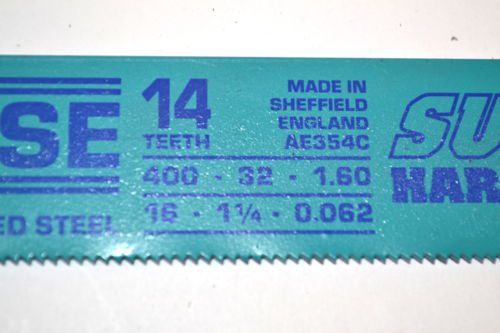 SE
14
TEETH
MADE IN
SHEFFIELD
ENGLAND
AE354C
400 - 32 - 1.60
16 - 1¼ - 0.062
ED STEEL
SU
HAR